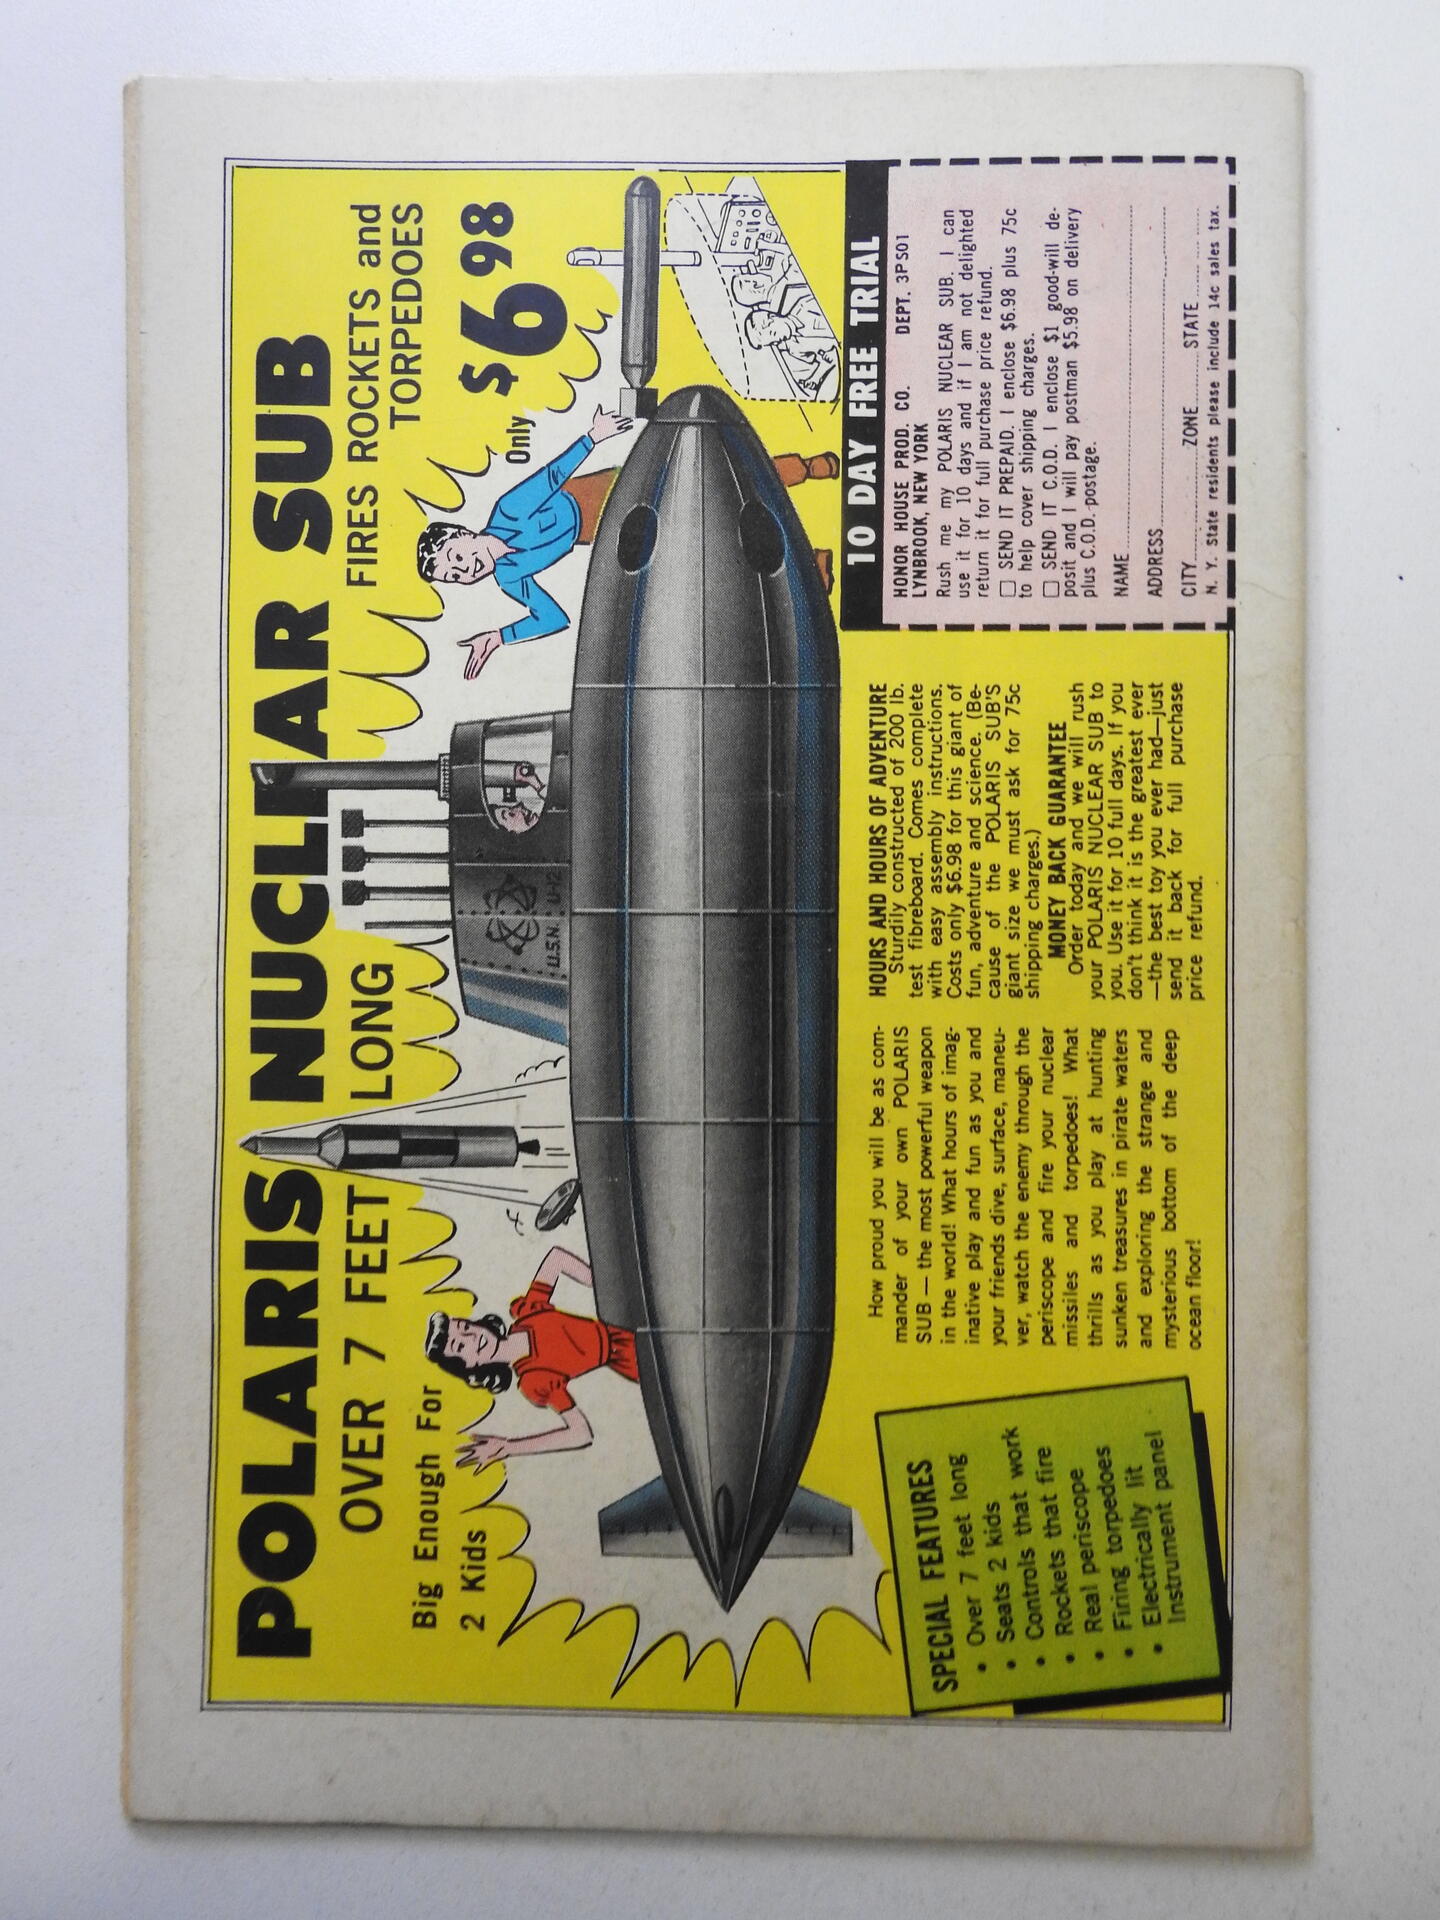 POLARIS NUCLEAR SUB
OVER 7 FEET LONG
FIRES ROCKETS and
TORPEDOES
Big Enough For
2 Kids
Only
$6.98
U.S.N. U-12
SPECIAL FEATURES
• Over 7 feet long
• Seats 2 kids
• Controls that work
• Rockets that fire
• Real periscope
• Firing torpedoes
• Electrically lit
Instrument panel
How proud you will be as com-
mander of your own POLARIS
SUB — the most powerful weapon
in the world! What hours of imag-
inative play and fun as you and
your friends dive, surface, maneu-
ver, watch the enemy through the
periscope and fire your nuclear
missiles and torpedoes! What
thrills as you play at hunting
sunken treasures in pirate waters
and exploring the strange and
mysterious bottom of the deep
ocean floor!
HOURS AND HOURS OF ADVENTURE
Sturdily constructed of 200 lb.
test fibreboard. Comes complete
with easy assembly instructions.
Costs only $6.98 for this giant of
fun, adventure and science. (Be-
cause of the POLARIS SUB'S
giant size we must ask for 75c
shipping charges.)
MONEY BACK GUARANTEE
Order today and we will rush
your POLARIS NUCLEAR SUB to
you. Use it for 10 full days. If you
don't think it is the greatest ever
—the best toy you ever had—just
send it back for full purchase
price refund.
10 DAY FREE TRIAL
HONOR HOUSE PROD. CO. DEPT. 3PS01
LYNBROOK, NEW YORK
Rush me my POLARIS NUCLEAR SUB. I can
use it for 10 days and if I am not delighted
return it for full purchase price refund.
☐ SEND IT PREPAID. I enclose $6.98 plus 75c
to help cover shipping charges.
☐ SEND IT C.O.D. I enclose $1 good-will de-
posit and I will pay postman $5.98 on delivery
plus C.O.D. postage.
NAME
ADDRESS
CITY ZONE STATE
N. Y. State residents please include 14c sales tax.